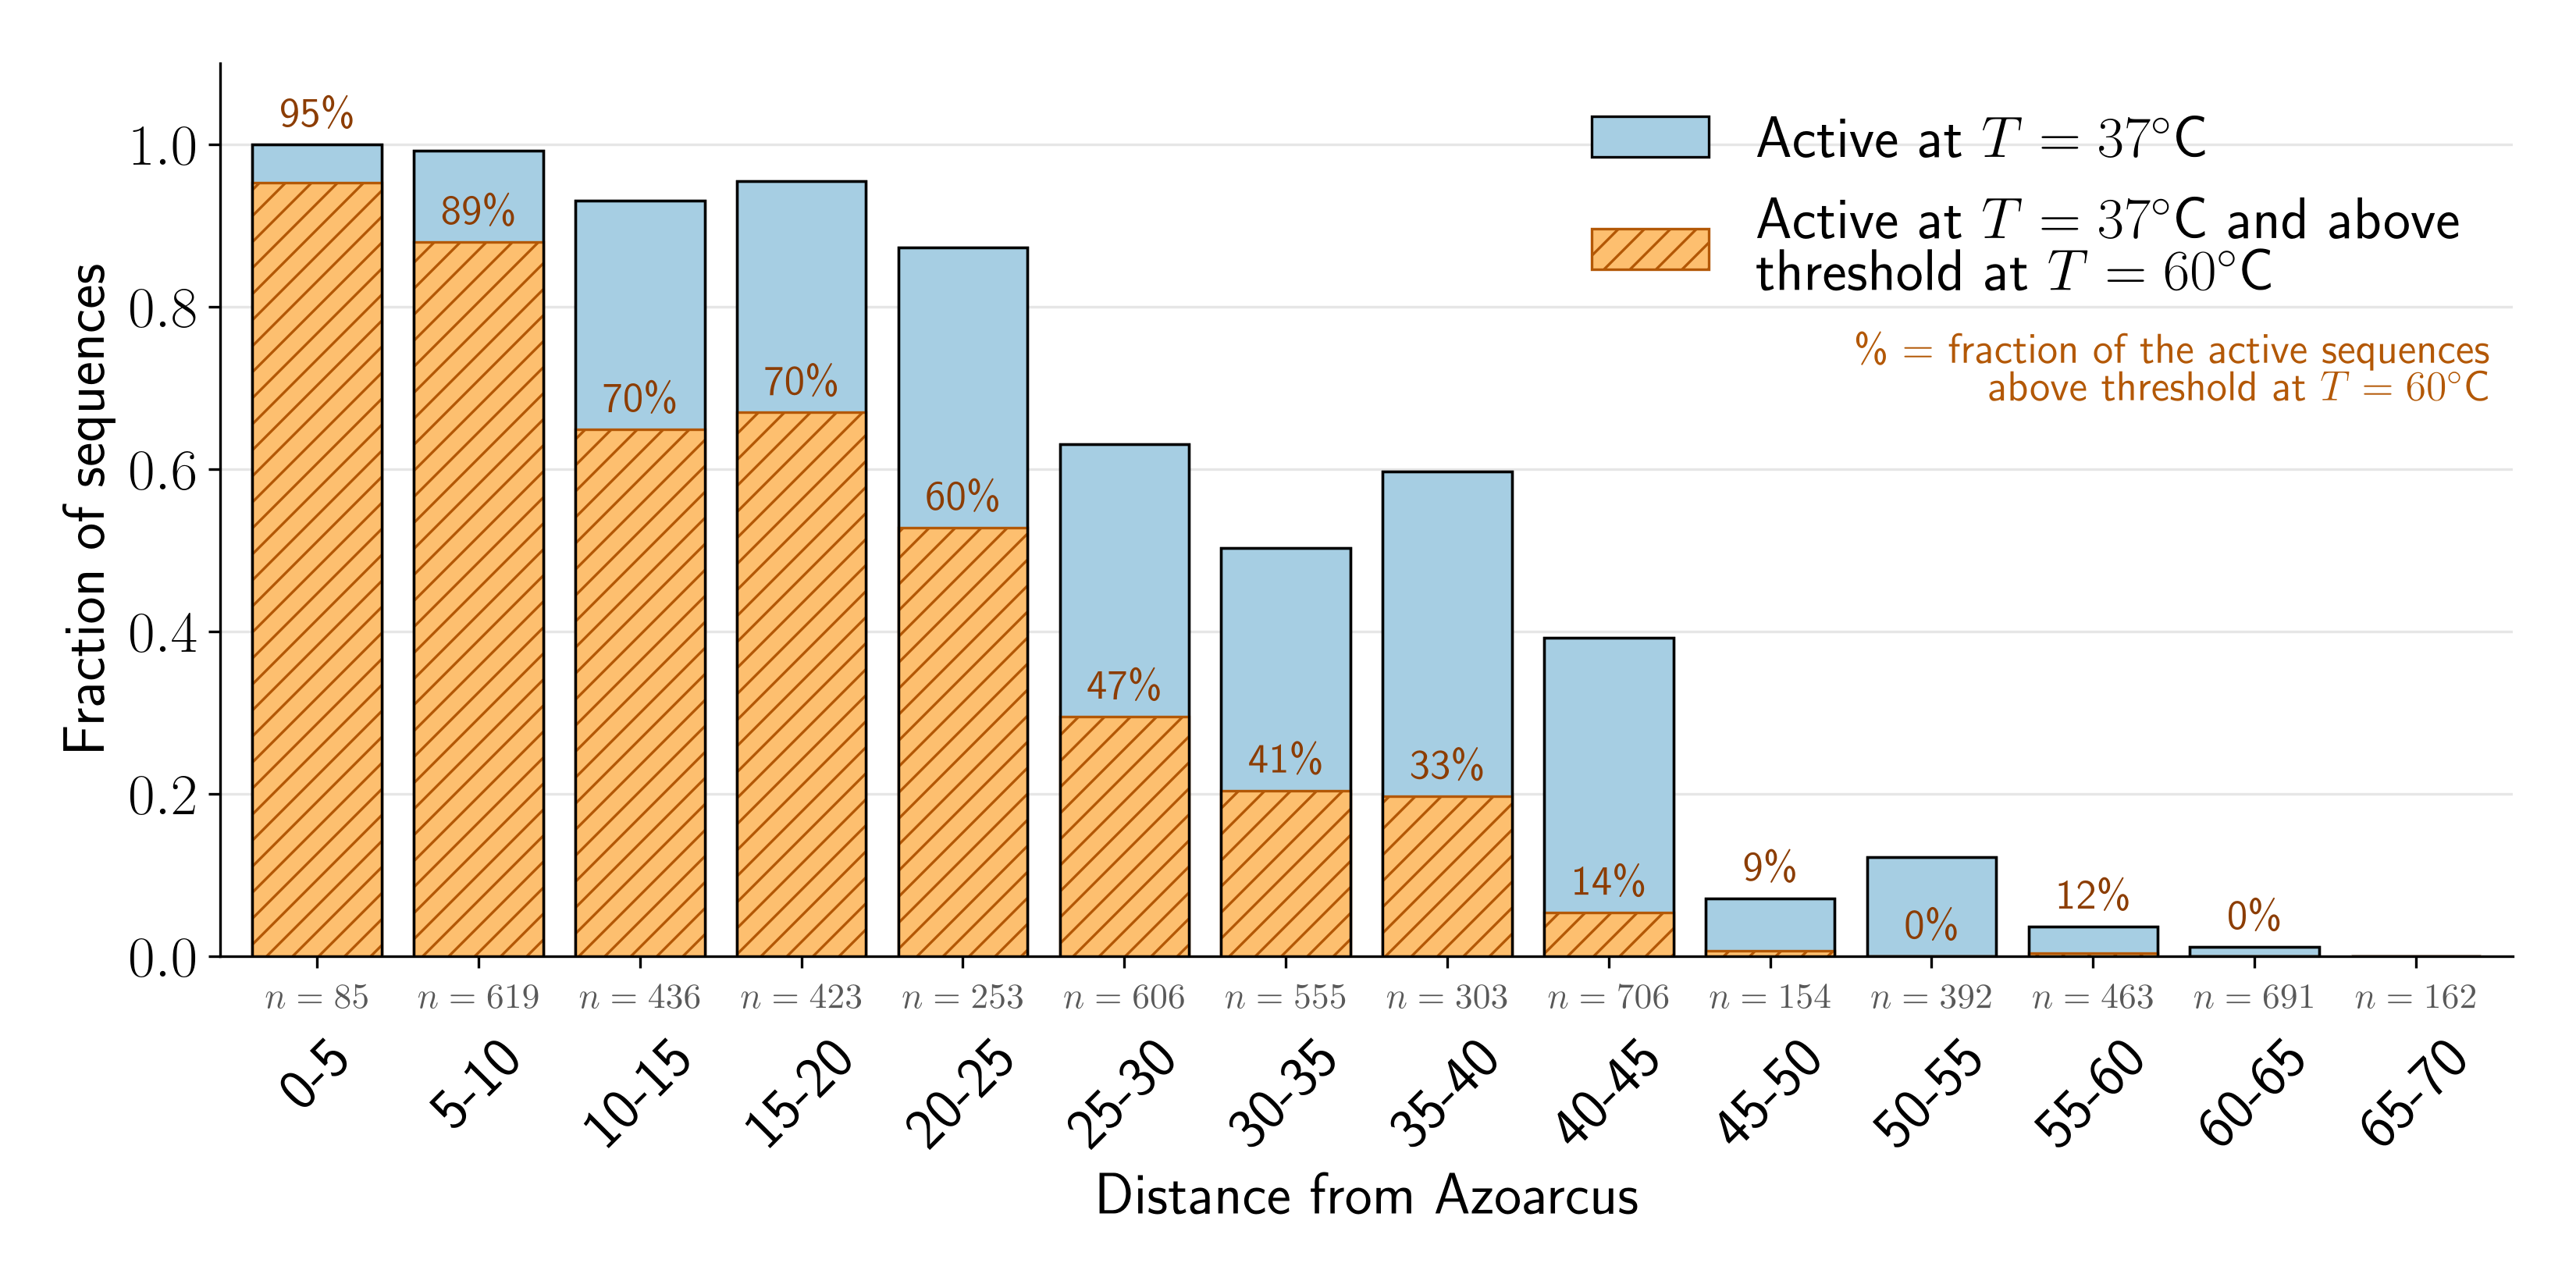 Fraction of sequences
1.0
0.8
0.6
0.4
0.2
0.0
95%
89%
70%
70%
60%
47%
41%
33%
14%
9%
0%
12%
0%
Active at T = 37°C
Active at T = 37°C and above
threshold at T = 60°C
% = fraction of the active sequences
above threshold at T = 60°C
n = 85
n = 619
n = 436
n = 423
n = 253
n = 606
n = 555
n = 303
n = 706
n = 154
n = 392
n = 463
n = 691
n = 162
0-5
5-10
10-15
15-20
20-25
25-30
30-35
35-40
40-45
45-50
50-55
55-60
60-65
65-70
Distance from Azoarcus